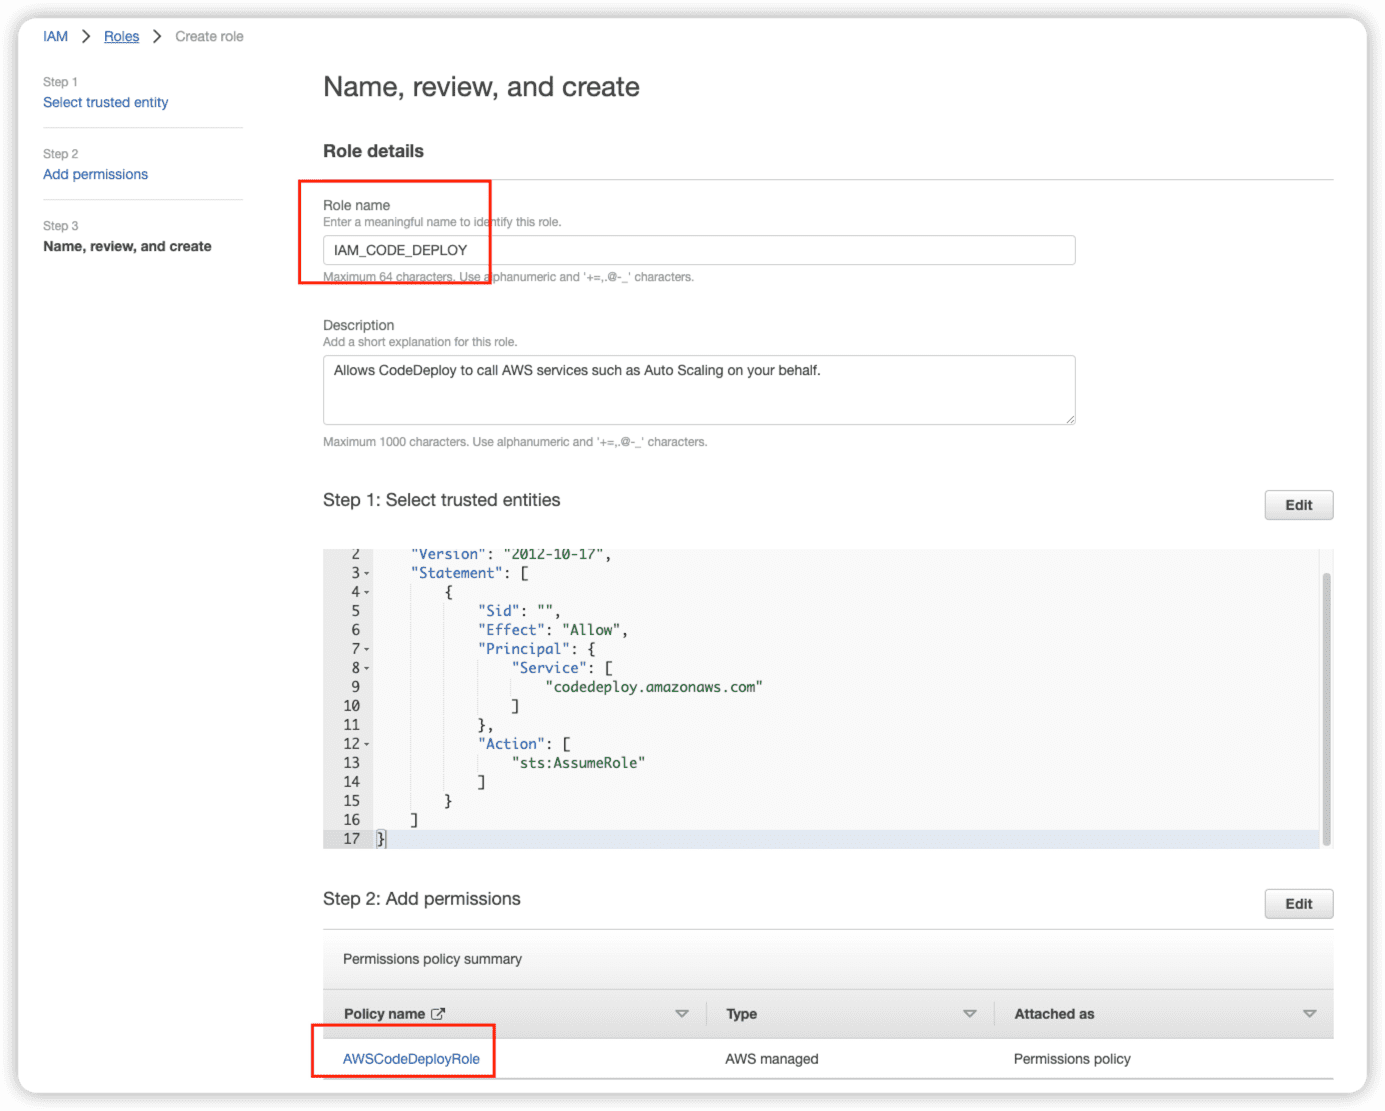 IAM > Roles > Create role
Step 1
Select trusted entity
Step 2
Add permissions
Step 3
Name, review, and create
Name, review, and create
Role details
Role name
Enter a meaningful name to identify this role.
IAM_CODE_DEPLOY
Maximum 64 characters. Use alphanumeric and '+=,.@-_' characters.
Description
Add a short explanation for this role.
Allows CodeDeploy to call AWS services such as Auto Scaling on your behalf.
Maximum 1000 characters. Use alphanumeric and '+=,.@-_' characters.
Step 1: Select trusted entities
Edit
2 "Version": "2012-10-17",
3 "Statement": [
4 {
5 "Sid": "",
6 "Effect": "Allow",
7 "Principal": {
8 "Service": [
9 "codedeploy.amazonaws.com"
10 ]
11 },
12 "Action": [
13 "sts:AssumeRole"
14 ]
15 }
16 ]
17 }
Step 2: Add permissions
Edit
Permissions policy summary
Policy name Type Attached as
AWSCodeDeployRole AWS managed Permissions policy